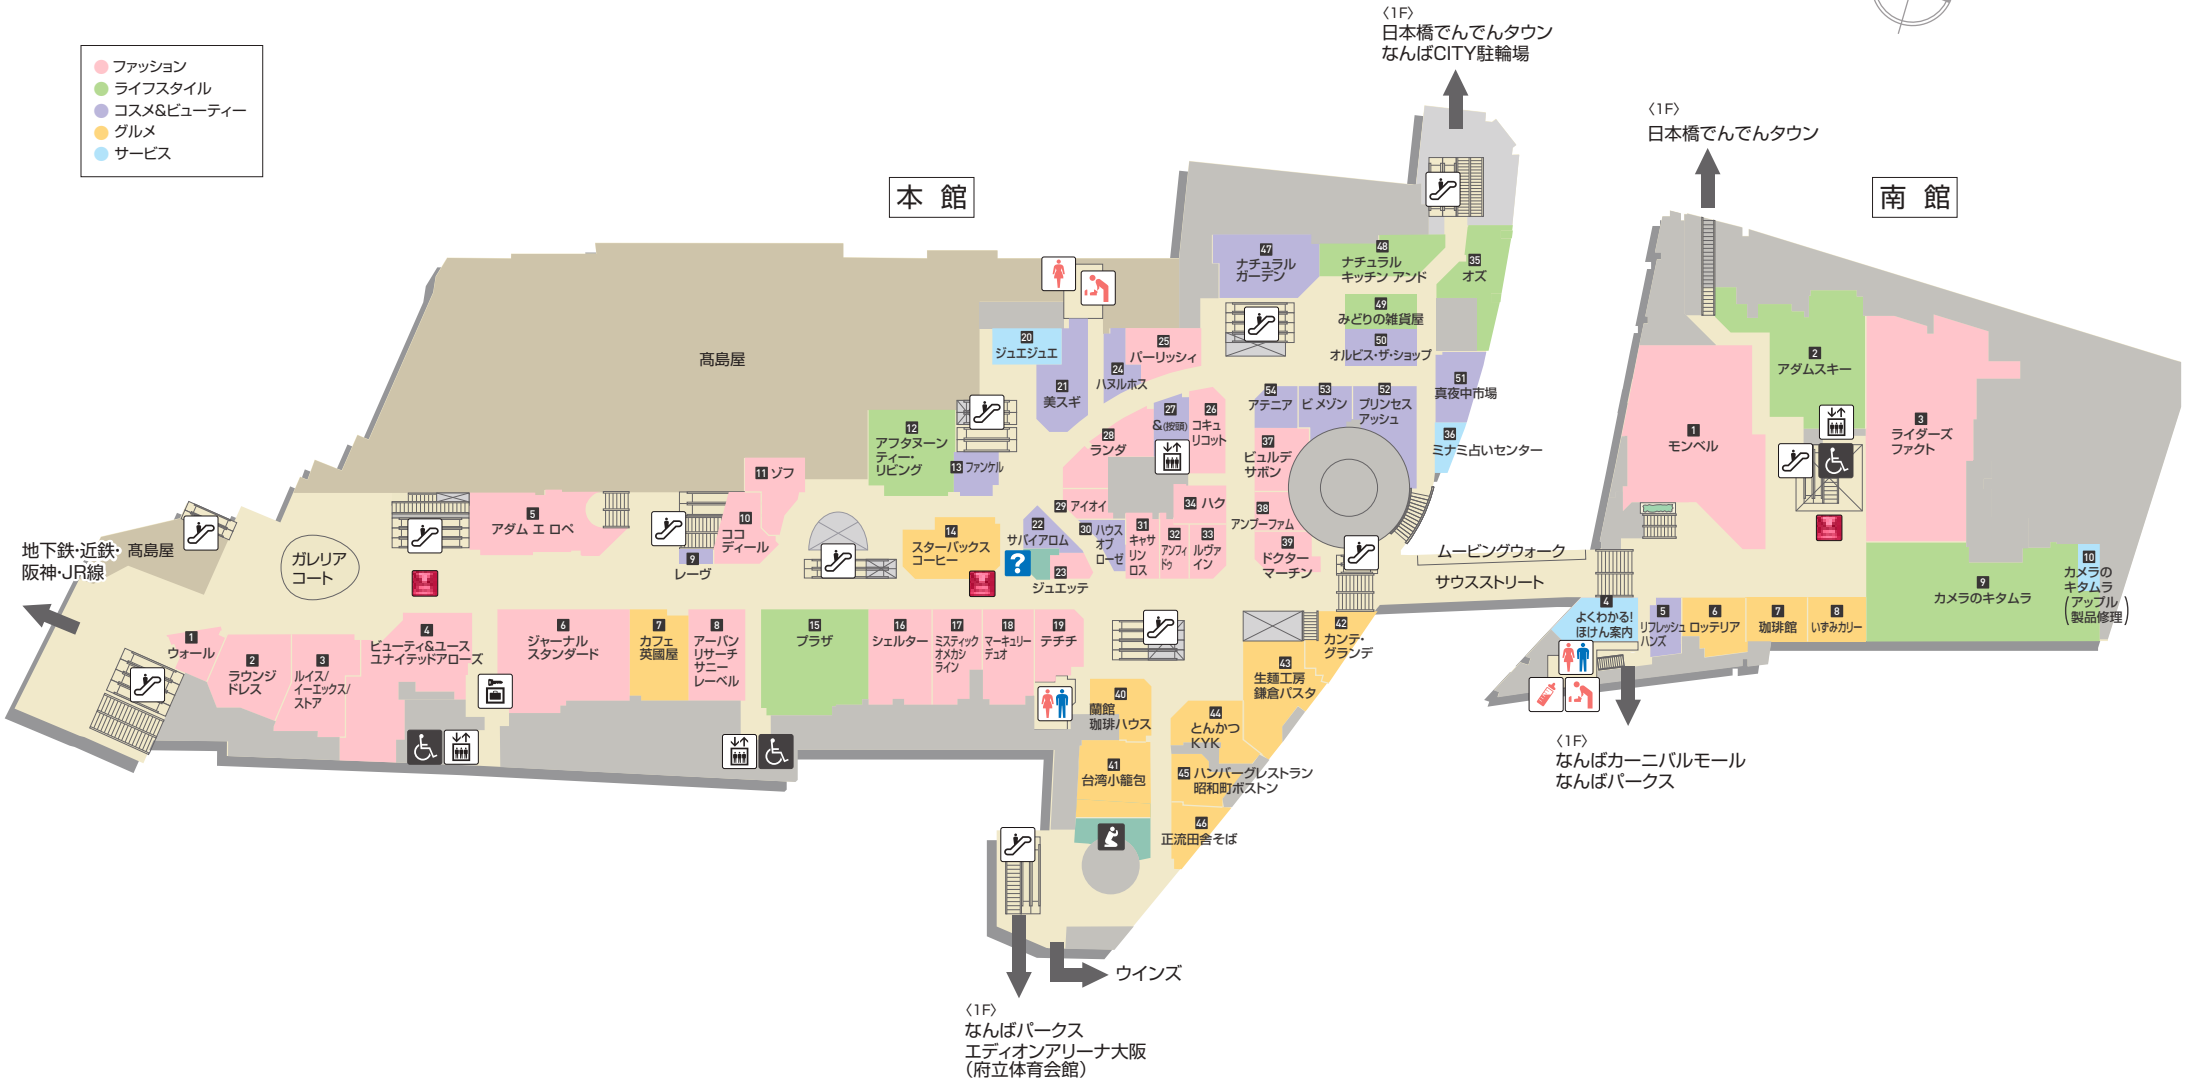 〈1F〉
日本橋でんでんタウン
なんばCITY駐輪場
ファッション
ライフスタイル
コスメ&ビューティー
グルメ
サービス
〈1F〉
日本橋でんでんタウン
本 館
南 館
髙島屋
地下鉄・近鉄・
阪神・JR線
髙島屋
ガレリア
コート
1
ウォール
2
ラウンジ
ドレス
3
ルイス/
イーエックス/
ストア
4
ビューティ&ユース
ユナイテッドアローズ
5
アダム エ ロペ
6
ジャーナル
スタンダード
7
カフェ
英國屋
8
アーバン
リサーチ
サニー
レーベル
9
レーヴ
10
ココ
ディール
11 ゾフ
12
アフタヌーン
ティー・
リビング
13 ファンケル
14
スターバックス
コーヒー
15
プラザ
16
シェルター
17
ミスティック
オメカシ
ライン
18
マーキュリー
デュオ
19
テチチ
20
ジュエジュエ
21
美スギ
22
サバイアロム
?
23
ジュエッテ
24
ハヌルホス
25
パーリッシィ
26
コキュ
リコット
27
&(按頭)
28
ランダ
29 アイオイ
30 ハウス
オブ
ローゼ
31
キャサ
リン
ロス
32
アンフィ
ドゥ
33
ルヴァ
イン
34 ハク
35
オズ
36
ミナミ占いセンター
37
ビュルデ
サボン
38
アンプーファム
39
ドクター
マーチン
40
蘭館
珈琲ハウス
41
台湾小籠包
42
カンテ・
グランデ
43
生麺工房
鎌倉パスタ
44
とんかつ
KYK
45 ハンバーグレストラン
昭和町ボストン
46
正流田舎そば
47
ナチュラル
ガーデン
48
ナチュラル
キッチン アンド
49
みどりの雑貨屋
50
オルビス・ザ・ショップ
51
真夜中市場
52
プリンセス
アッシュ
53
ビ メゾン
54
アテニア
ムービングウォーク
サウスストリート
1
モンベル
2
アダムスキー
3
ライダーズ
ファクト
4
よくわかる!
ほけん案内
5
リフレッシュ
ハンズ
6
ロッテリア
7
珈琲館
8
いずみカリー
9
カメラのキタムラ
10
カメラの
キタムラ
(アップル
製品修理)
〈1F〉
なんばカーニバルモール
なんばパークス
ウインズ
〈1F〉
なんばパークス
エディオンアリーナ大阪
(府立体育会館)